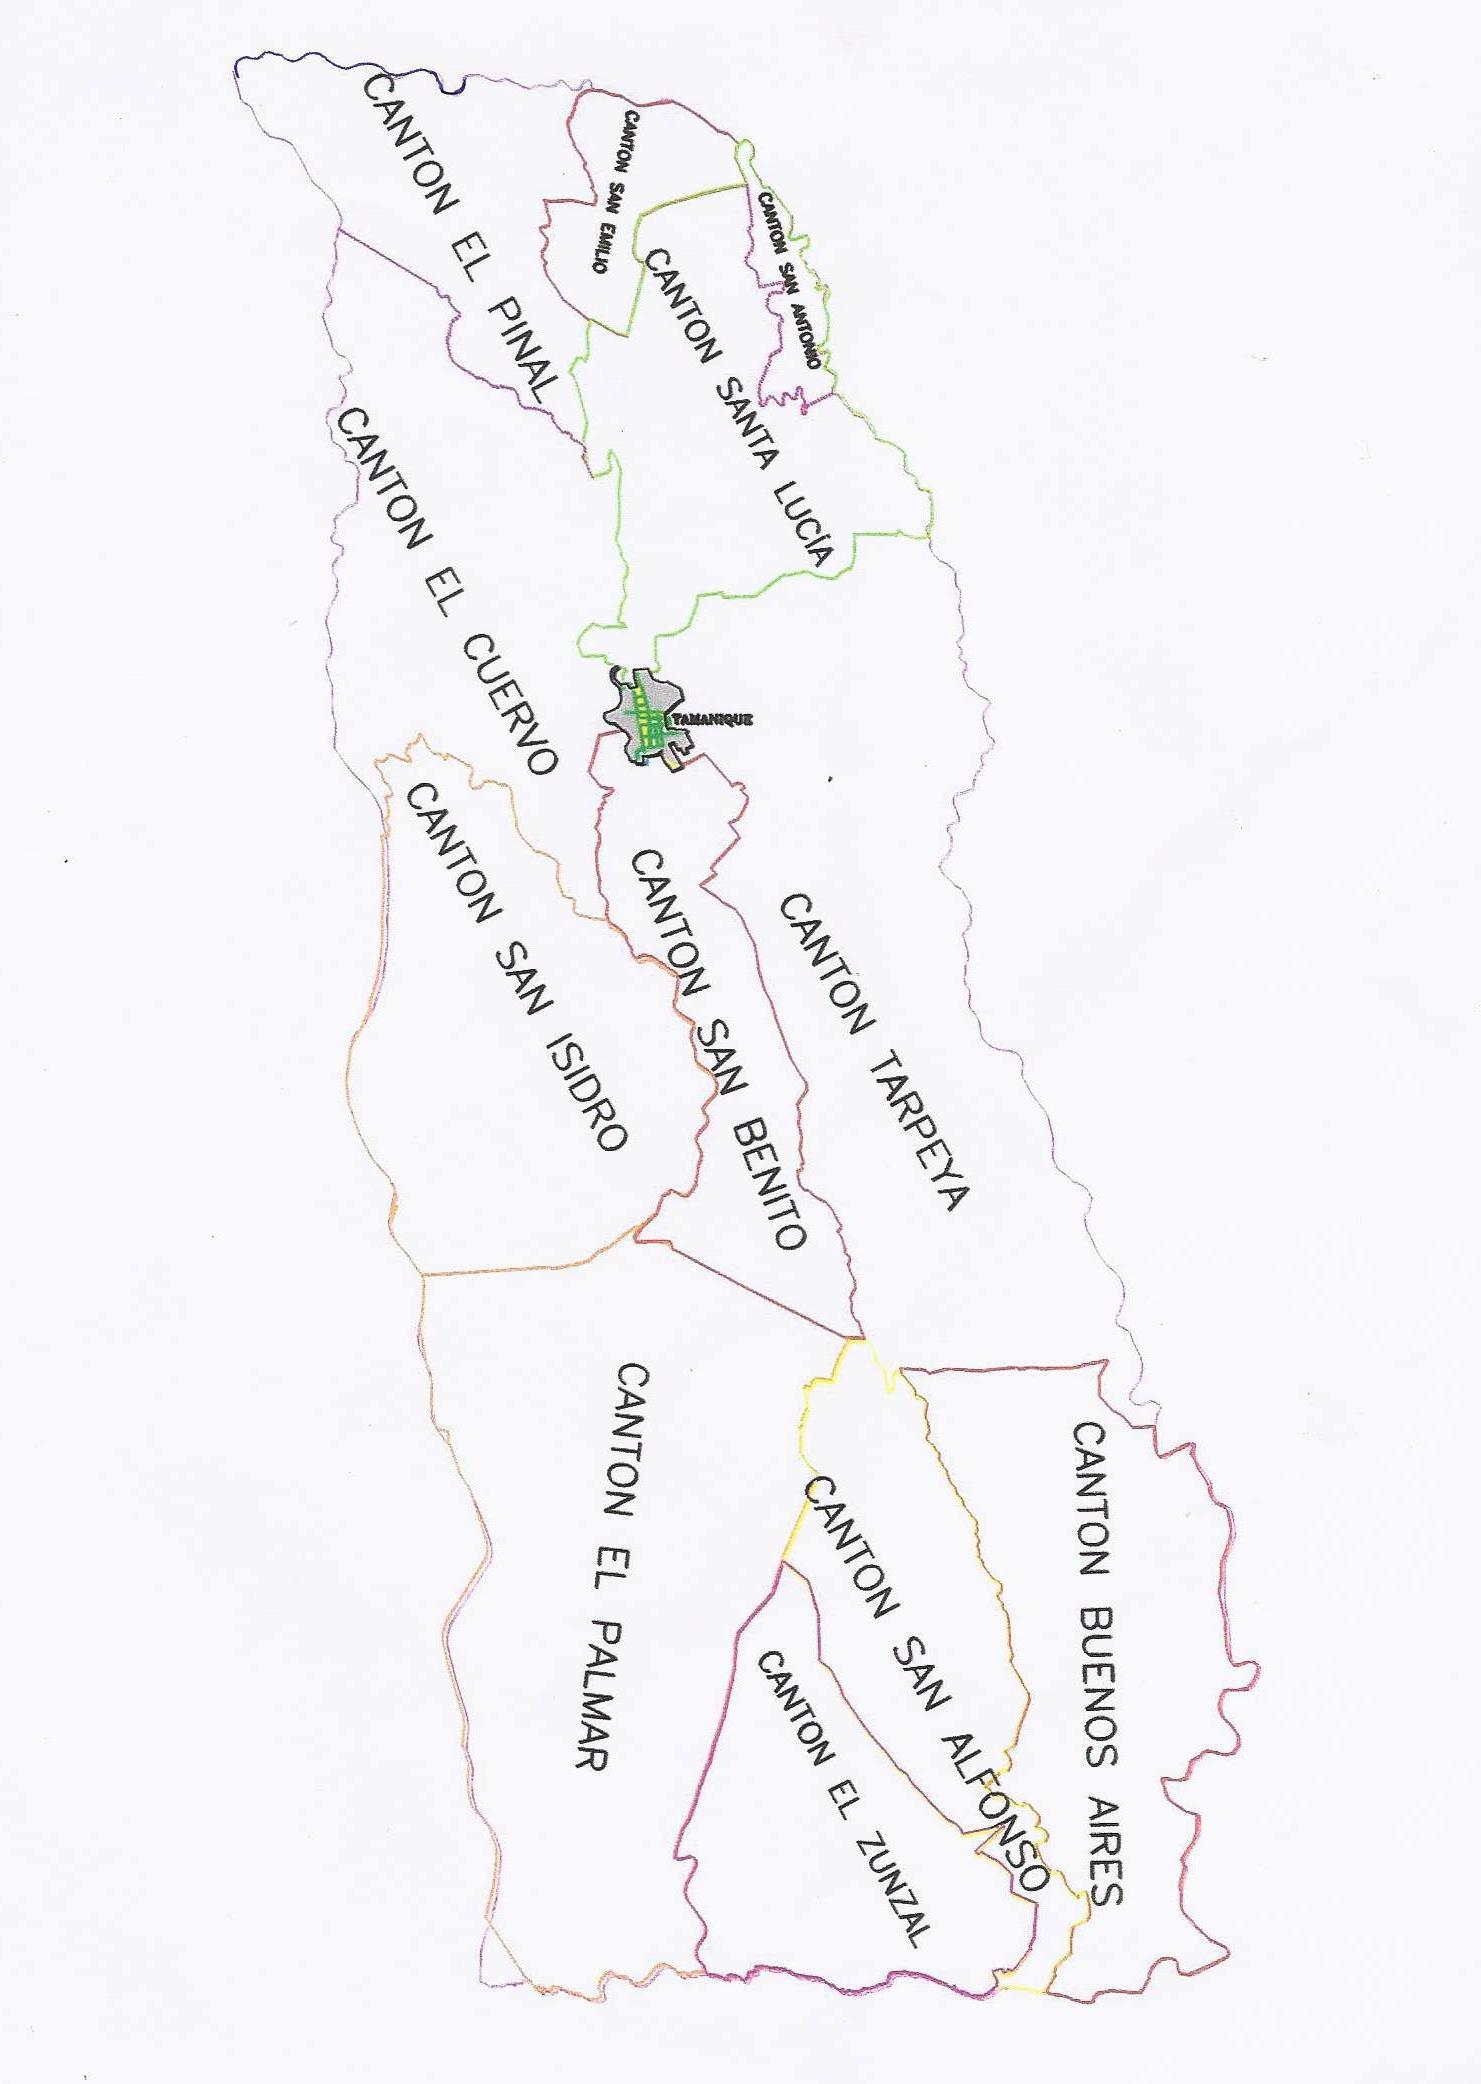 CANTON EL PINAL
CANTON SAN EMILIO
CANTON SAN ANTONIO
CANTON SANTA LUCÍA
CANTON EL CUERVO
TAMANIQUE
CANTON SAN ISIDRO
CANTON SAN BENITO
CANTON TARPEYA
CANTON EL PALMAR
CANTON SAN ALFONSO
CANTON BUENOS AIRES
CANTON EL ZUNZAL